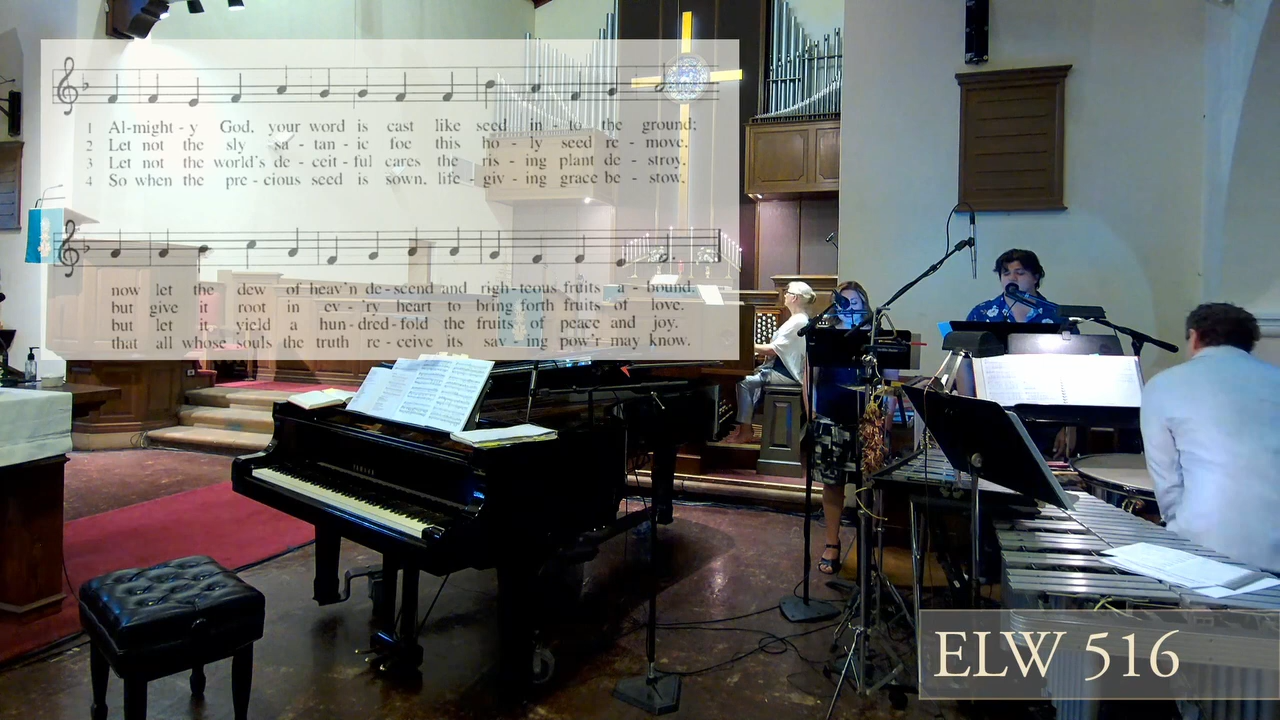 1 Al-might-y God, your word is cast like seed in to the ground;
2 Let not the sly sa-tan-ic foe this ho-ly seed re-move,
3 Let not the world's de-ceit-ful cares the ris-ing plant de-stroy,
4 So when the pre-cious seed is sown, life-giv-ing grace be-stow,
now let the dew of heav'n de-scend and righ-teous fruits a-bound.
but give it root in ev-'ry heart to bring forth fruits of love.
but let it yield a hun-dred-fold the fruits of peace and joy.
that all whose souls the truth re-ceive its sav-ing pow'r may know.
YAMAHA
ELW 516